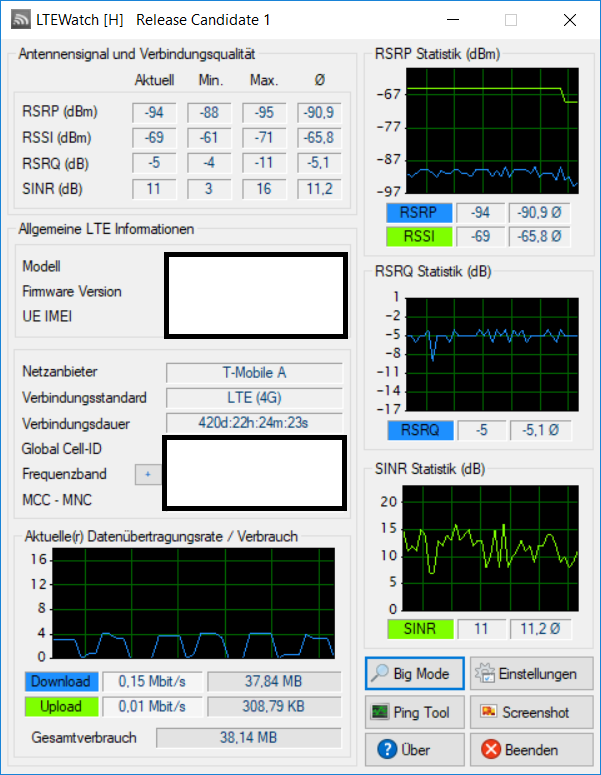 LTEWatch [H]   Release Candidate 1
Antennensignal und Verbindungsqualität
Aktuell Min. Max. Ø
RSRP (dBm) -94 -88 -95 -90,9
RSSI (dBm) -69 -61 -71 -65,8
RSRQ (dB) -5 -4 -11 -5,1
SINR (dB) 11 3 16 11,2
Allgemeine LTE Informationen
Modell
Firmware Version
UE IMEI
Netzanbieter T-Mobile A
Verbindungsstandard LTE (4G)
Verbindungsdauer 420d:22h:24m:23s
Global Cell-ID
Frequenzband +
MCC - MNC
Aktuelle(r) Datenübertragungsrate / Verbrauch
16
12
8
4
0
Download 0,15 Mbit/s 37,84 MB
Upload 0,01 Mbit/s 308,79 KB
Gesamtverbrauch 38,14 MB
RSRP Statistik (dBm)
-67
-77
-87
-97
RSRP -94 -90,9 Ø
RSSI -69 -65,8 Ø
RSRQ Statistik (dB)
1
-2
-5
-8
-11
-14
-17
RSRQ -5 -5,1 Ø
SINR Statistik (dB)
20
15
10
5
0
SINR 11 11,2 Ø
Big Mode Einstellungen
Ping Tool Screenshot
? Über Beenden